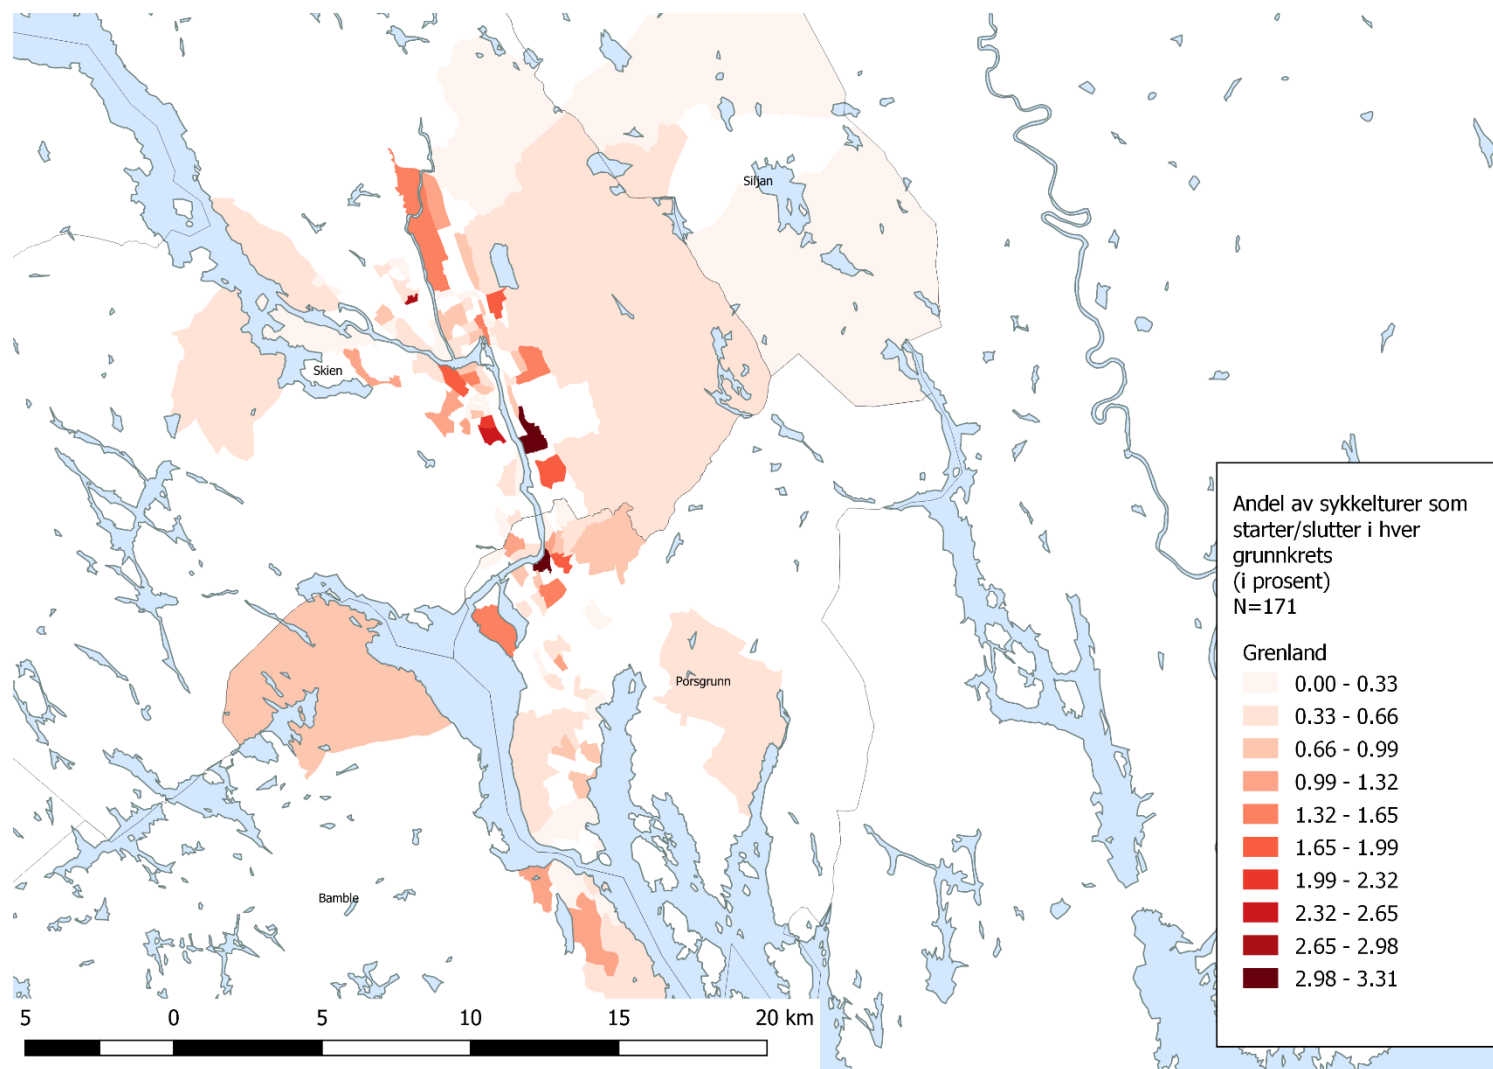 Siljan
Skien
Porsgrunn
Bamble
Andel av sykkelturer som
starter/slutter i hver
grunnkrets
(i prosent)
N=171
Grenland
0.00 - 0.33
0.33 - 0.66
0.66 - 0.99
0.99 - 1.32
1.32 - 1.65
1.65 - 1.99
1.99 - 2.32
2.32 - 2.65
2.65 - 2.98
2.98 - 3.31
5 0 5 10 15 20 km